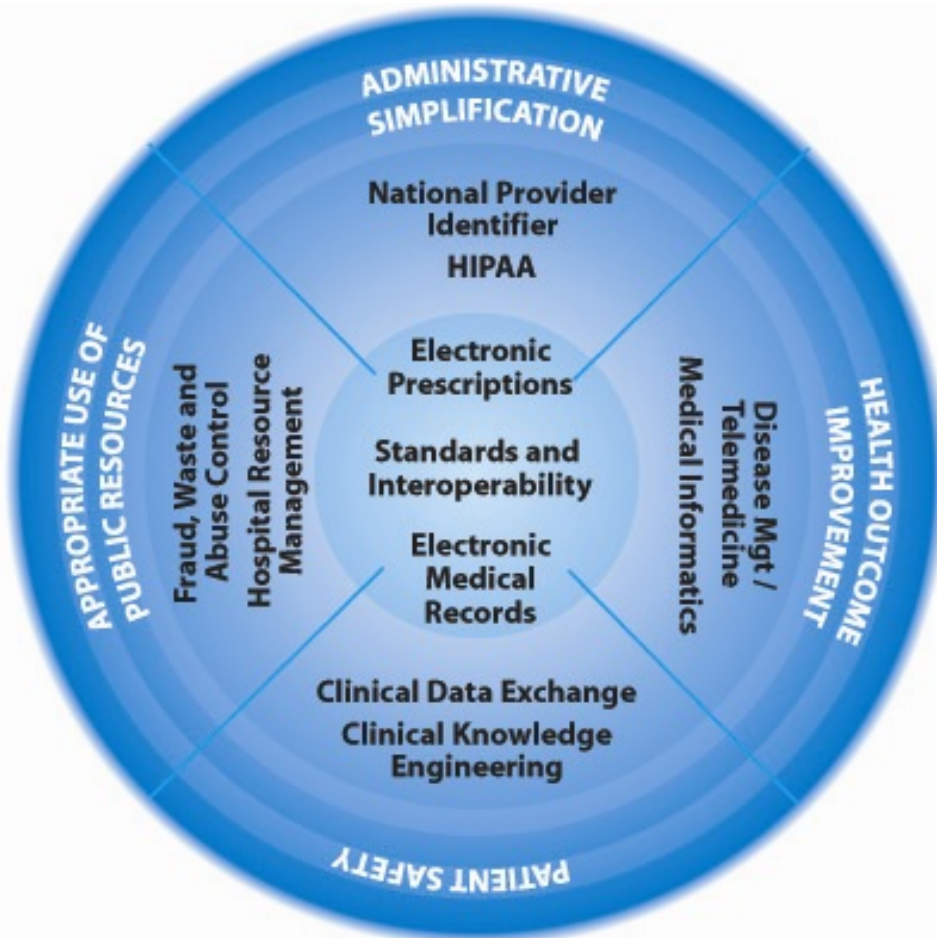 ADMINISTRATIVE
SIMPLIFICATION
National Provider
Identifier
HIPAA
Electronic
Prescriptions
Standards and
Interoperability
Electronic
Medical
Records
APPROPRIATE USE OF
PUBLIC RESOURCES
Fraud, Waste and
Abuse Control
Hospital Resource
Management
Disease Mgt /
Telemedicine
Medical Informatics
HEALTH OUTCOME
IMPROVEMENT
Clinical Data Exchange
Clinical Knowledge
Engineering
PATIENT SAFETY